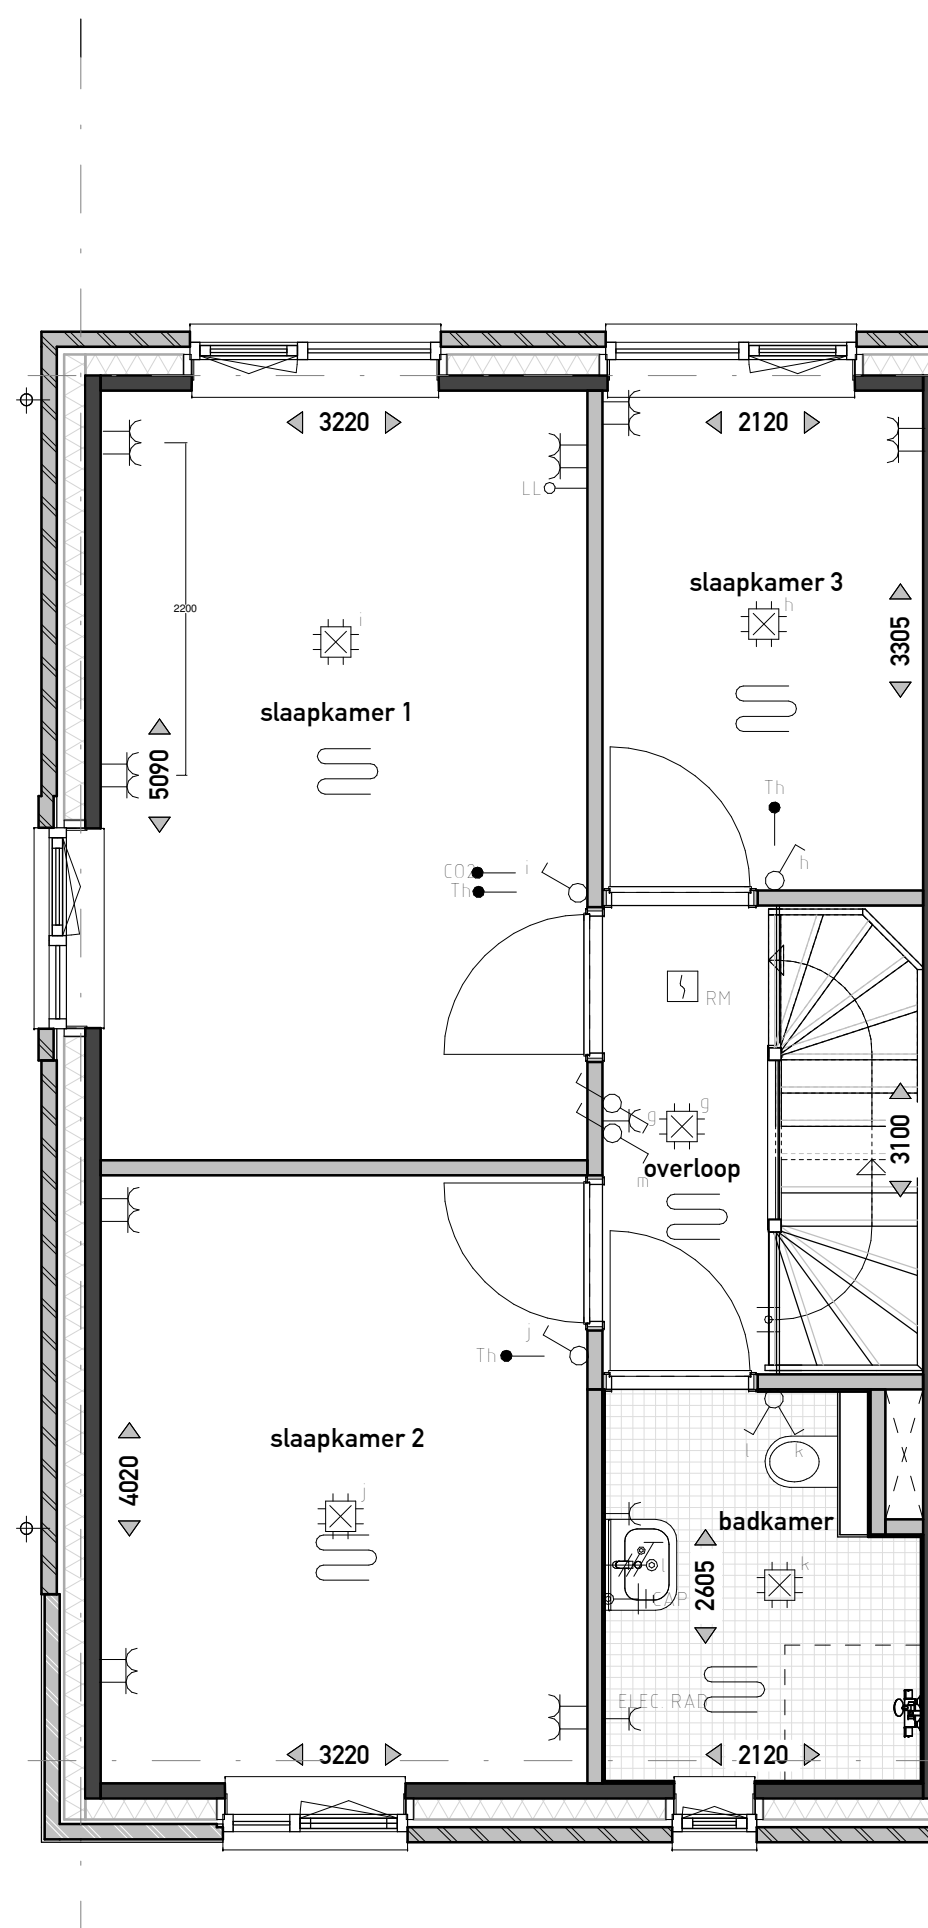 3220
2120
LL
slaapkamer 3
h
2200
i
3305
slaapkamer 1
5090
Th
CO2
i
h
Th
RM
g
g
3100
overloop
m
j
Th
slaapkamer 2
l
k
4020
j
badkamer
k
2605
l
CAP
ELEC RAD
3220
2120